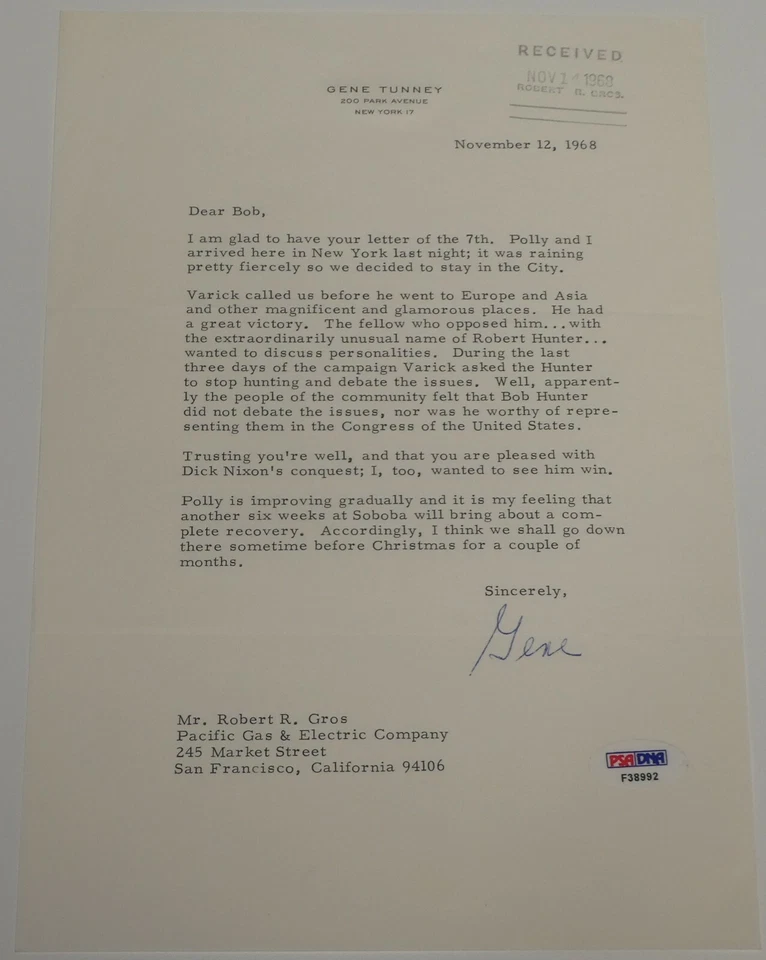 RECEIVED
NOV 14 1968
ROBERT R. GROS.
GENE TUNNEY
200 PARK AVENUE
NEW YORK 17
November 12, 1968
Dear Bob,
I am glad to have your letter of the 7th. Polly and I
arrived here in New York last night; it was raining
pretty fiercely so we decided to stay in the City.
Varick called us before he went to Europe and Asia
and other magnificent and glamorous places. He had
a great victory. The fellow who opposed him...with
the extraordinarily unusual name of Robert Hunter...
wanted to discuss personalities. During the last
three days of the campaign Varick asked the Hunter
to stop hunting and debate the issues. Well, apparent-
ly the people of the community felt that Bob Hunter
did not debate the issues, nor was he worthy of repre-
senting them in the Congress of the United States.
Trusting you're well, and that you are pleased with
Dick Nixon's conquest; I, too, wanted to see him win.
Polly is improving gradually and it is my feeling that
another six weeks at Soboba will bring about a com-
plete recovery. Accordingly, I think we shall go down
there sometime before Christmas for a couple of
months.
Sincerely,
Gene
Mr. Robert R. Gros
Pacific Gas & Electric Company
245 Market Street
San Francisco, California 94106
PSA DNA
F38992